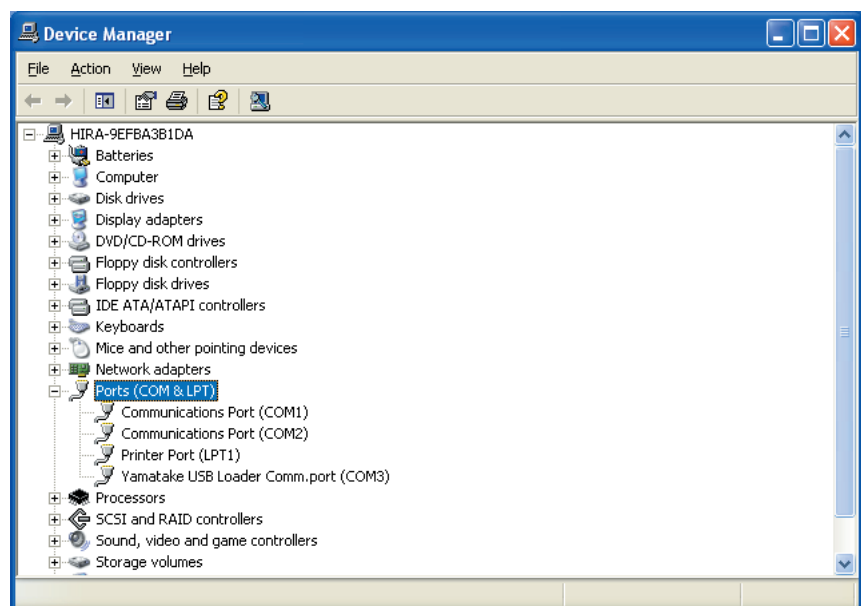 Device Manager
File Action View Help
HIRA-9EFBA3B1DA
Batteries
Computer
Disk drives
Display adapters
DVD/CD-ROM drives
Floppy disk controllers
Floppy disk drives
IDE ATA/ATAPI controllers
Keyboards
Mice and other pointing devices
Network adapters
Ports (COM & LPT)
Communications Port (COM1)
Communications Port (COM2)
Printer Port (LPT1)
Yamatake USB Loader Comm.port (COM3)
Processors
SCSI and RAID controllers
Sound, video and game controllers
Storage volumes